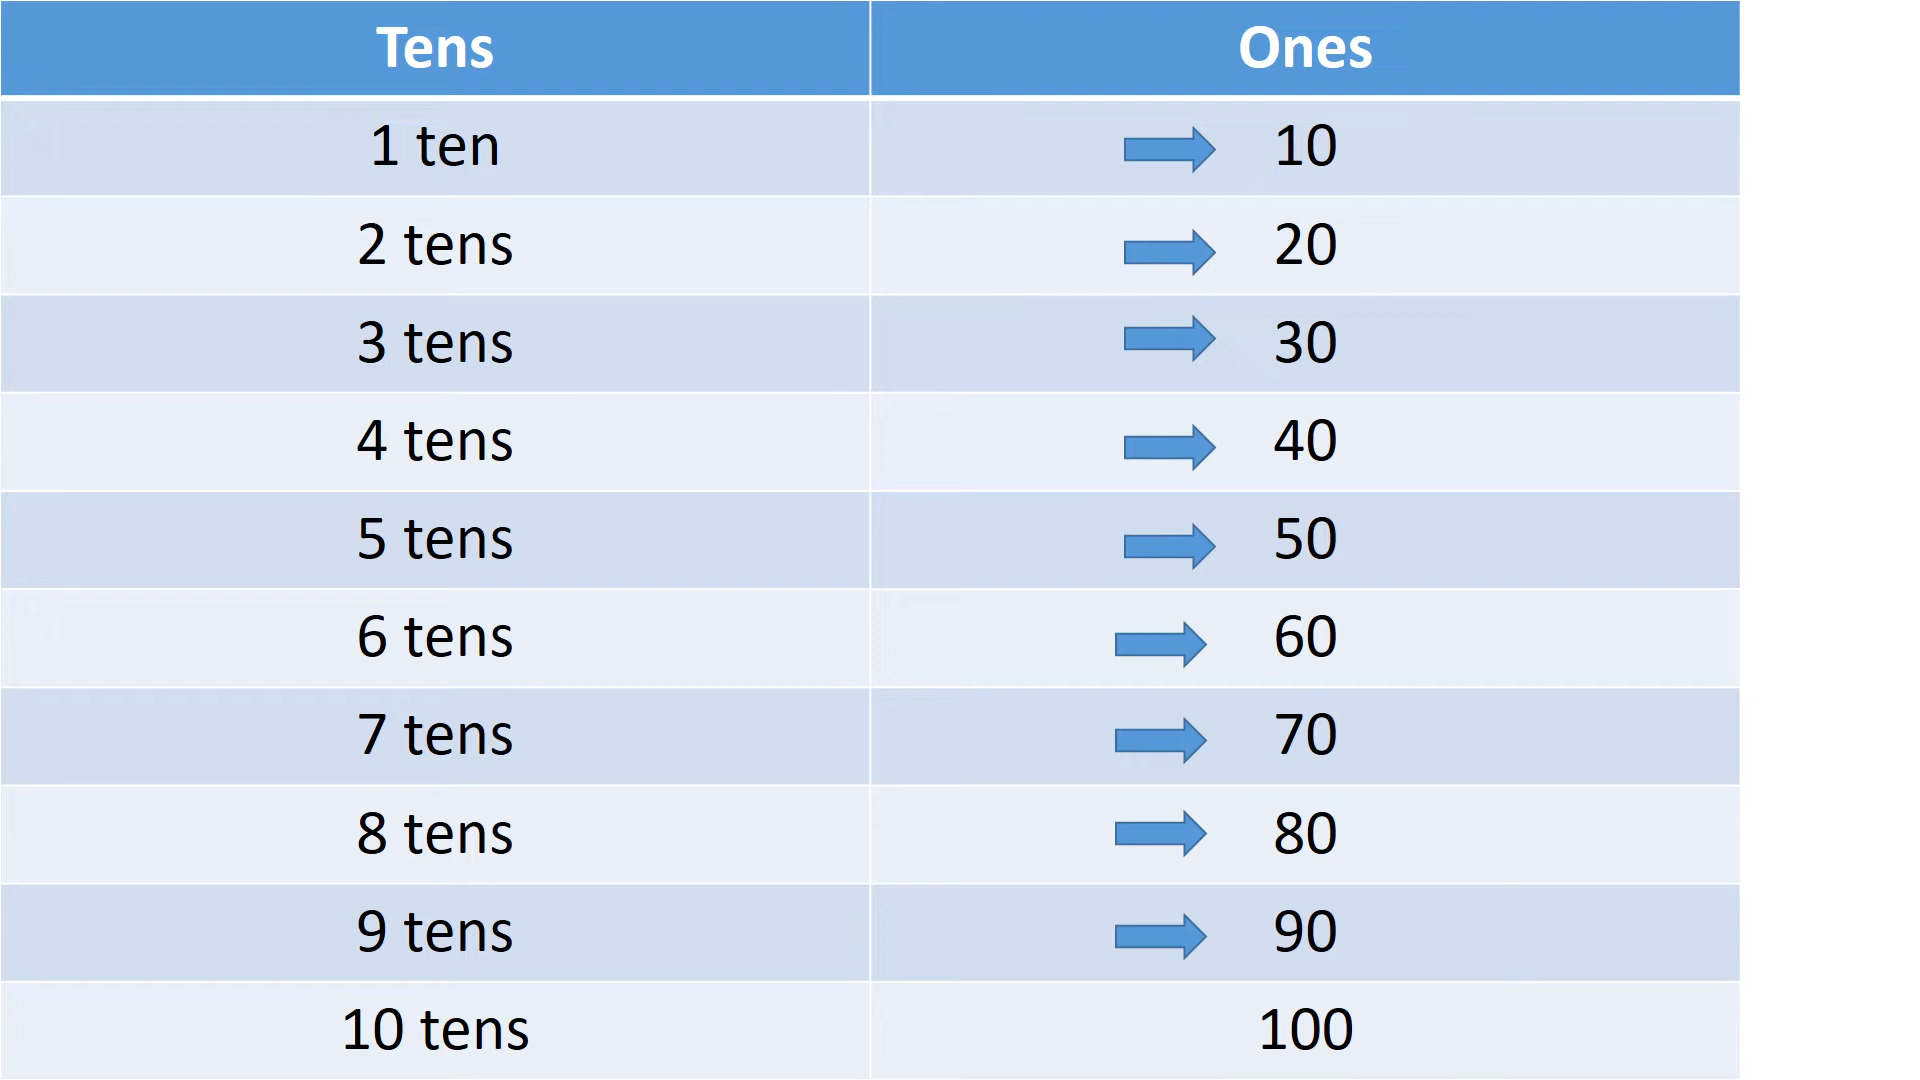 Tens Ones
1 ten 10
2 tens 20
3 tens 30
4 tens 40
5 tens 50
6 tens 60
7 tens 70
8 tens 80
9 tens 90
10 tens 100